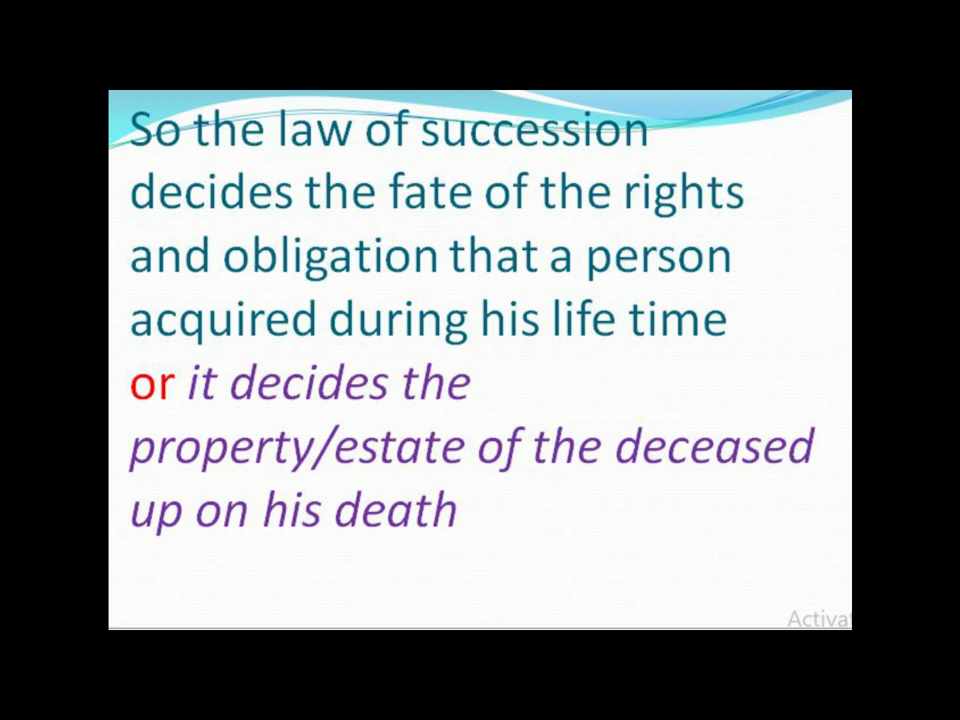 So the law of succession
decides the fate of the rights
and obligation that a person
acquired during his life time
or it decides the
property/estate of the deceased
up on his death